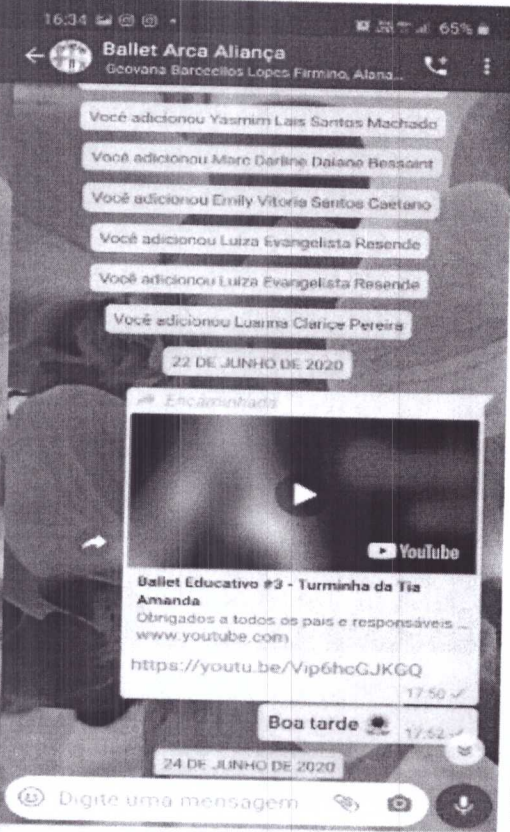 16:34 65%
Ballet Arca Aliança
Geovana Barcellos Lopes Firmino, Alana...
Você adicionou Yasmim Lais Santos Machado
Você adicionou Marc Darline Daiane Bessaint
Você adicionou Emily Vitoria Santos Caetano
Você adicionou Luiza Evangelista Resende
Você adicionou Luiza Evangelista Resende
Você adicionou Luanna Clarice Pereira
22 DE JUNHO DE 2020
Encaminhada
YouTube
Ballet Educativo #3 - Turminha da Tia
Amanda
Obrigados a todos os pais e responsáveis ...
www.youtube.com
https://youtu.be/Vip6hcGJKGQ
17:50
Boa tarde 17:52
24 DE JUNHO DE 2020
Digite uma mensagem